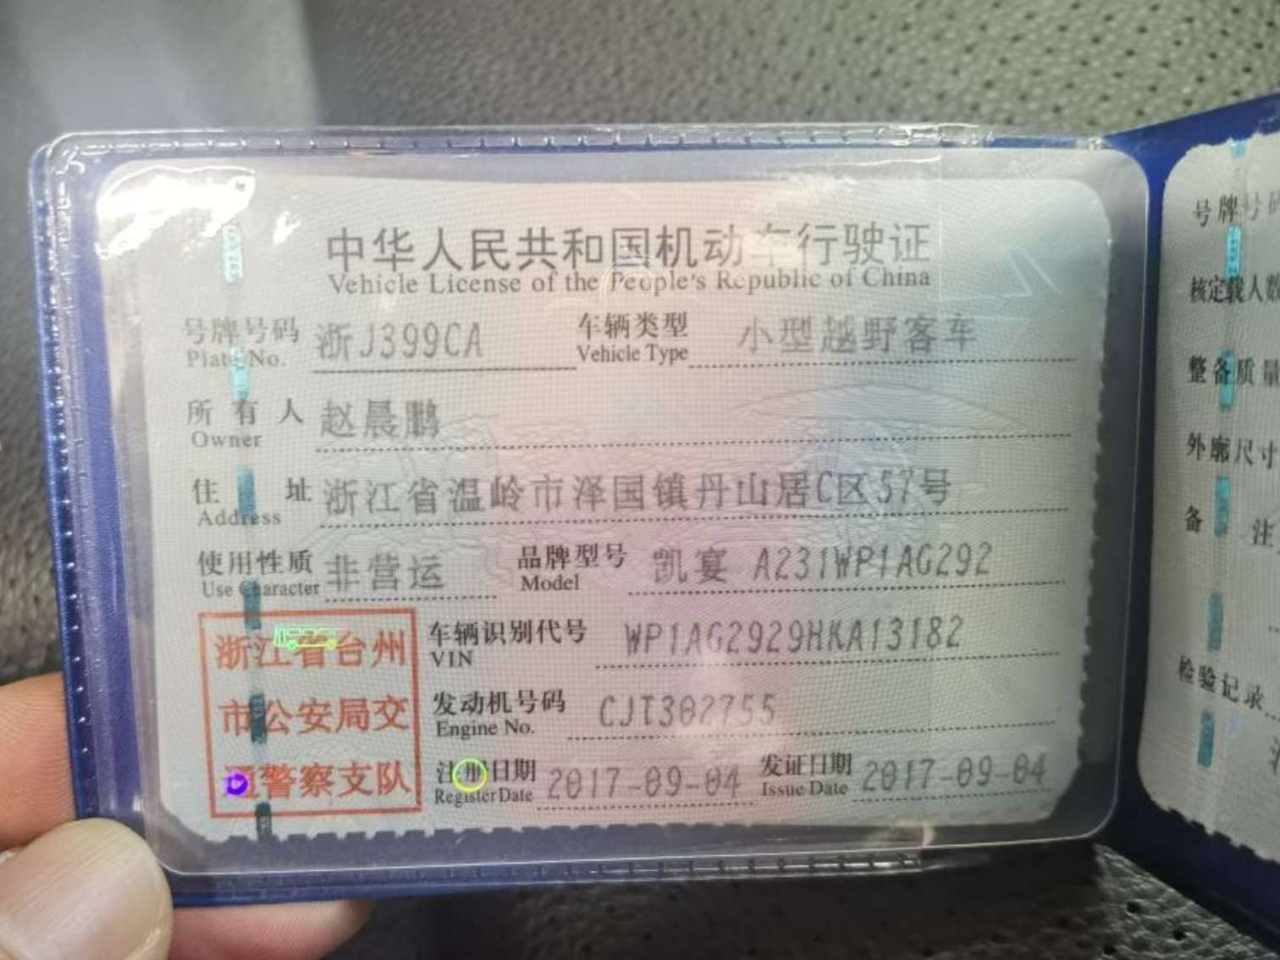 中华人民共和国机动车行驶证
Vehicle License of the People's Republic of China
号牌号码 浙J399CA 车辆类型 小型越野客车
Plate No. Vehicle Type
所有人 赵晨鹏
Owner
住址 浙江省温岭市泽国镇丹山居C区57号
Address
使用性质 非营运 品牌型号 凯宴 A231WP1AG292
Use Character Model
浙江省台州
市公安局交
通警察支队
车辆识别代号 WP1AG2929HKA13182
VIN
发动机号码 CJT302755
Engine No.
注册日期 2017-09-04 发证日期 2017-09-04
Register Date Issue Date
号牌号码
核定载人数
整备质量
外廓尺寸
备 注
检验记录